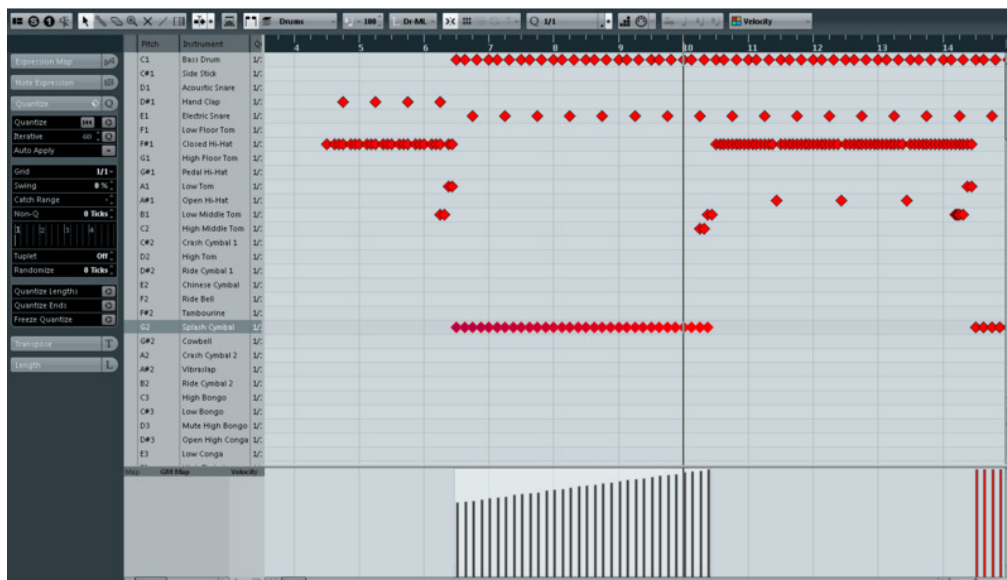 Drums 100 Dr-ML Q 1/1 Velocity
Pitch Instrument 4 5 6 7 8 9 10 11 12 13 14
Expression Map
Note Expression
Quantize Q
Quantize
Iterative 60 Q
Auto Apply
Grid 1/1
Swing 0 %
Catch Range -
Non-Q 0 Ticks
1 2 3 4
Tuplet Off
Randomize 0 Ticks
Quantize Lengths
Quantize Ends
Freeze Quantize
Transpose T
Length L
C1 Bass Drum
C#1 Side Stick
D1 Acoustic Snare
D#1 Hand Clap
E1 Electric Snare
F1 Low Floor Tom
F#1 Closed Hi-Hat
G1 High Floor Tom
G#1 Pedal Hi-Hat
A1 Low Tom
A#1 Open Hi-Hat
B1 Low Middle Tom
C2 High Middle Tom
C#2 Crash Cymbal 1
D2 High Tom
D#2 Ride Cymbal 1
E2 Chinese Cymbal
F2 Ride Bell
F#2 Tambourine
G2 Splash Cymbal
G#2 Cowbell
A2 Crash Cymbal 2
A#2 Vibraslap
B2 Ride Cymbal 2
C3 High Bongo
C#3 Low Bongo
D3 Mute High Bongo
D#3 Open High Conga
E3 Low Conga
Map GM Map Velocity